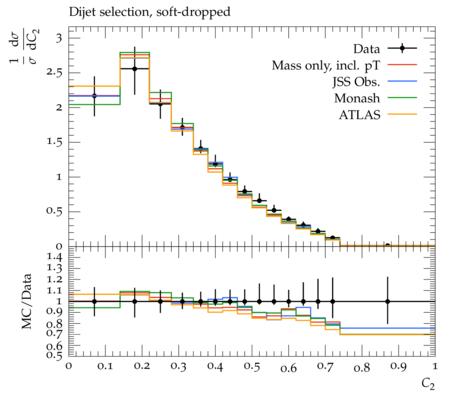 Dijet selection, soft-dropped
1/σ dσ/dC₂
3
2.5
2
1.5
1
0.5
0
Data
Mass only, incl. pT
JSS Obs.
Monash
ATLAS
MC/Data
1.4
1.3
1.2
1.1
1
0.9
0.8
0.7
0.6
0.5
0 0.1 0.2 0.3 0.4 0.5 0.6 0.7 0.8 0.9 1
C₂